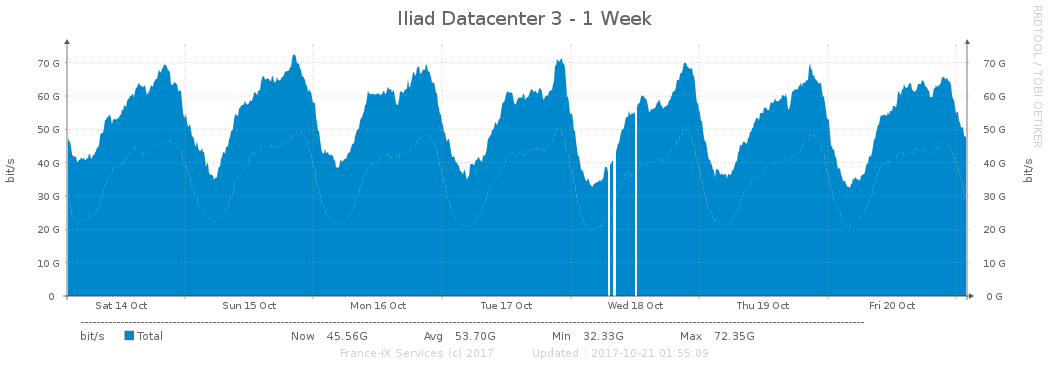 Iliad Datacenter 3 - 1 Week
RRDTOOL / TOBI OETIKER
bit/s
70 G
60 G
50 G
40 G
30 G
20 G
10 G
0
70 G
60 G
50 G
40 G
30 G
20 G
10 G
0 G
bit/s
Sat 14 Oct Sun 15 Oct Mon 16 Oct Tue 17 Oct Wed 18 Oct Thu 19 Oct Fri 20 Oct
bit/s Total Now 45.56G Avg 53.70G Min 32.33G Max 72.35G
France-IX Services (c) 2017 Updated : 2017-10-21 01:55:09